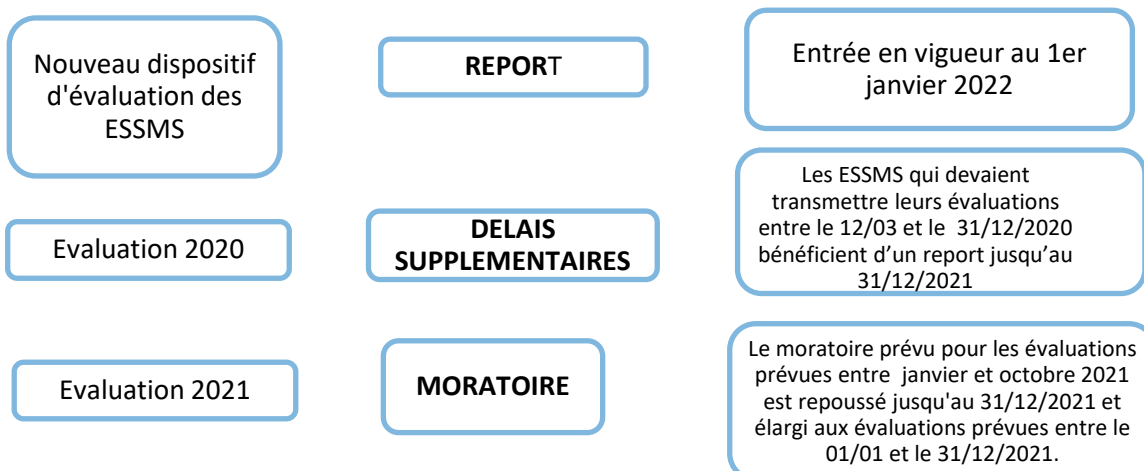 Nouveau dispositif
d'évaluation des
ESSMS
REPORT
Entrée en vigueur au 1er
janvier 2022
Evaluation 2020
DELAIS
SUPPLEMENTAIRES
Les ESSMS qui devaient
transmettre leurs évaluations
entre le 12/03 et le 31/12/2020
bénéficient d’un report jusqu’au
31/12/2021
Evaluation 2021
MORATOIRE
Le moratoire prévu pour les évaluations
prévues entre janvier et octobre 2021
est repoussé jusqu'au 31/12/2021 et
élargi aux évaluations prévues entre le
01/01 et le 31/12/2021.